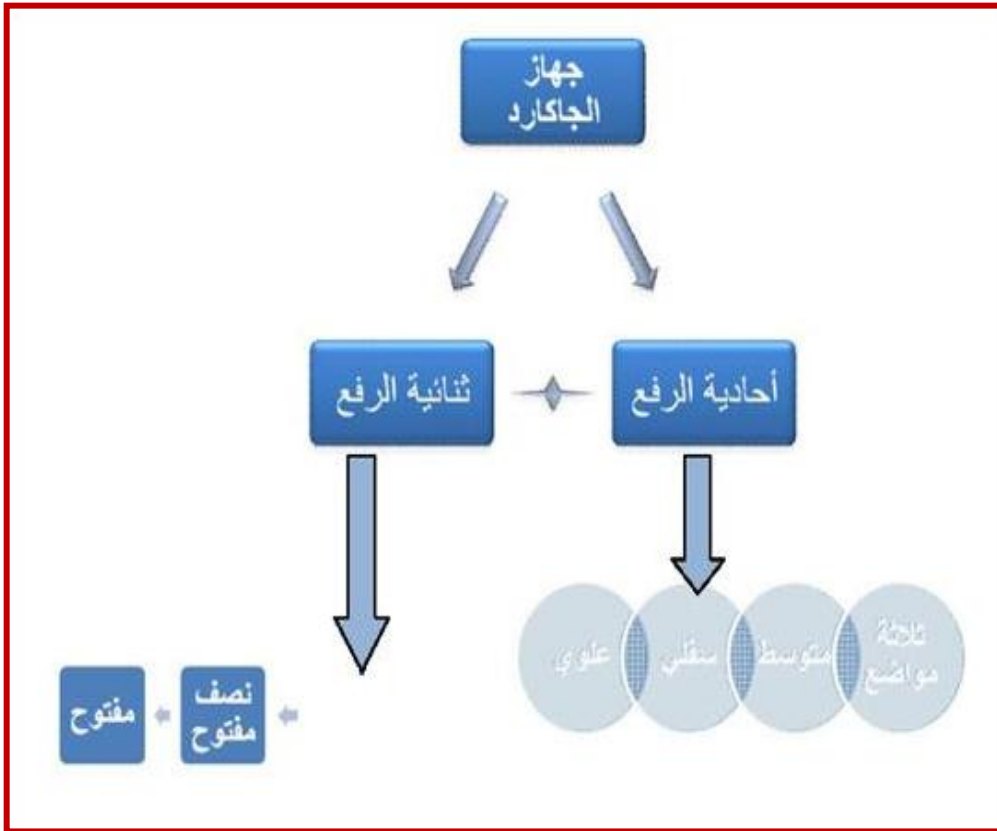 جهاز
الجاكارد
أحادية الرفع
ثنائية الرفع
ثلاثة
مواضع
متوسط
سفلي
علوي
نصف
مفتوح
مفتوح